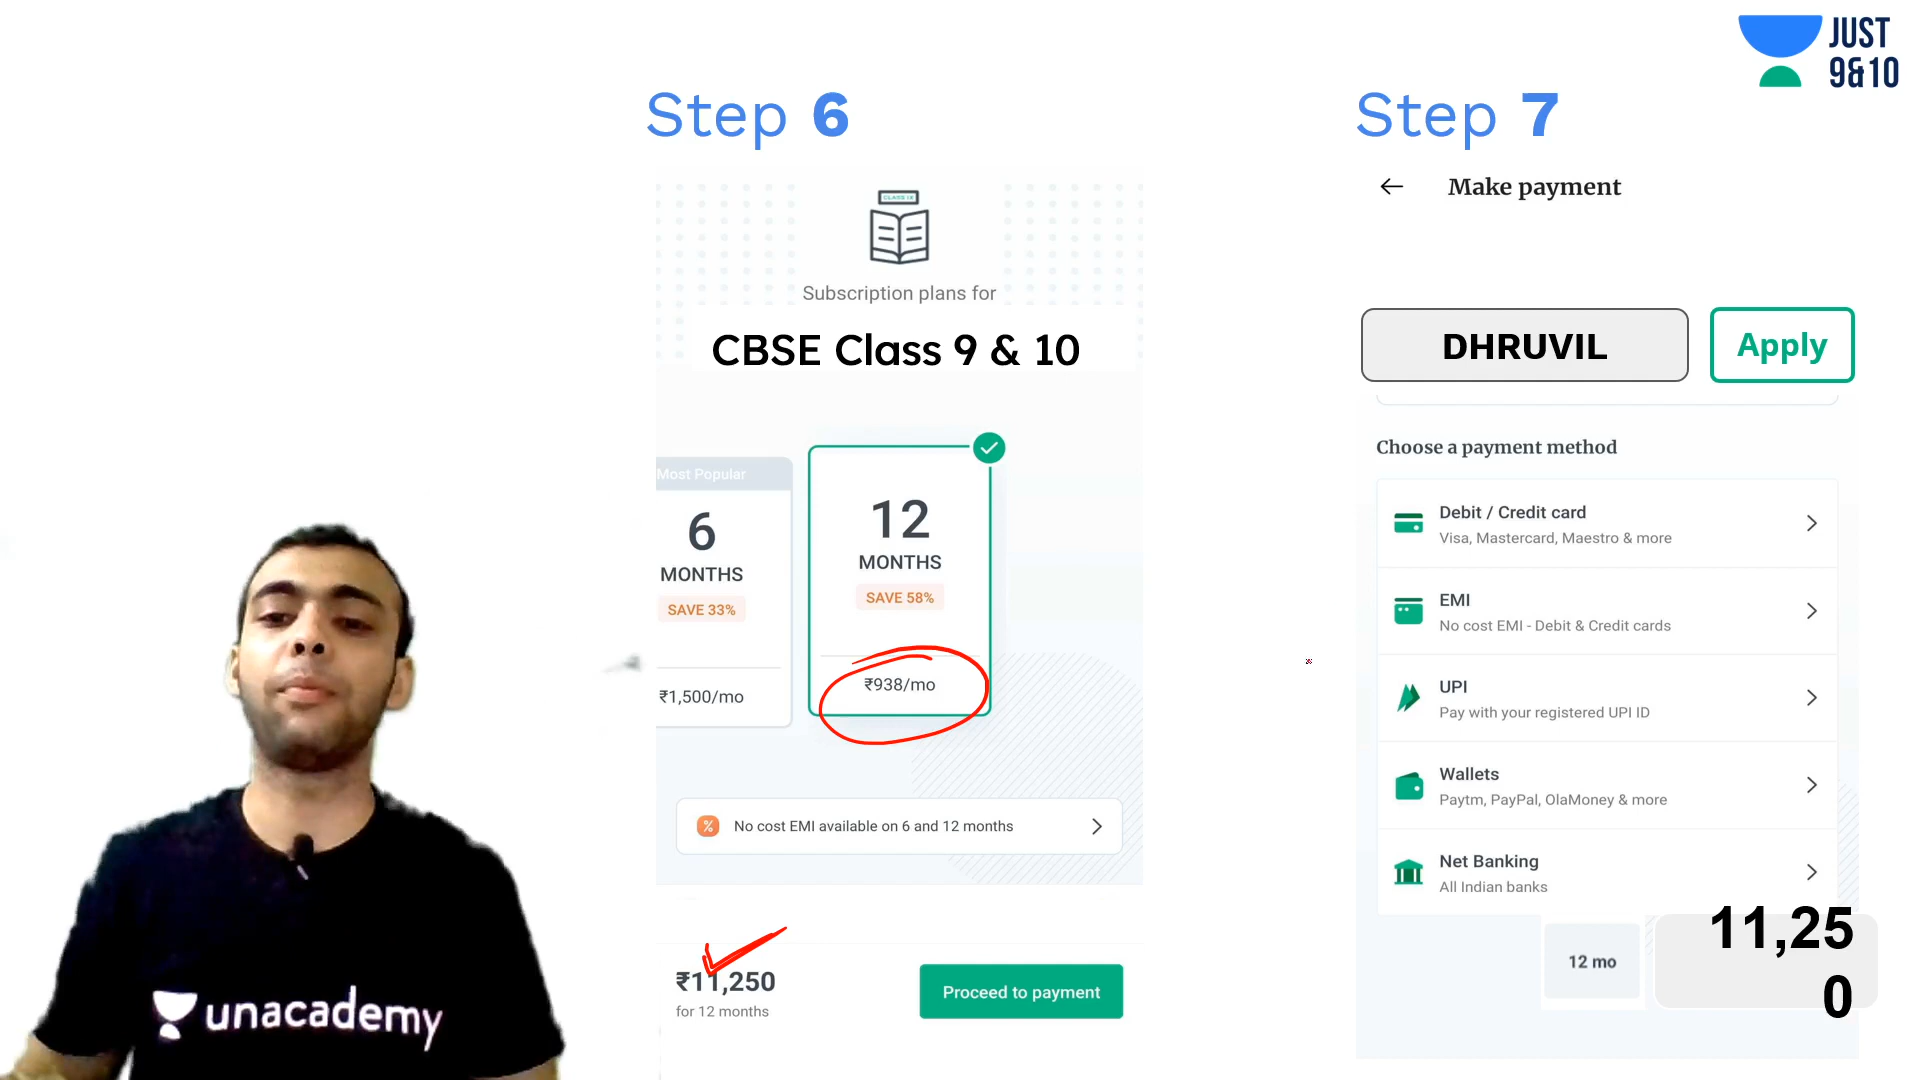 JUST
9&10
Step 6
Step 7
CLASS 10
Subscription plans for
CBSE Class 9 & 10
Most Popular
6
MONTHS
SAVE 33%
₹1,500/mo
12
MONTHS
SAVE 58%
₹938/mo
No cost EMI available on 6 and 12 months
₹11,250
for 12 months
Proceed to payment
Make payment
DHRUVIL
Apply
Choose a payment method
Debit / Credit card
Visa, Mastercard, Maestro & more
EMI
No cost EMI - Debit & Credit cards
UPI
Pay with your registered UPI ID
Wallets
Paytm, PayPal, OlaMoney & more
Net Banking
All Indian banks
12 mo
11,25
0
unacademy